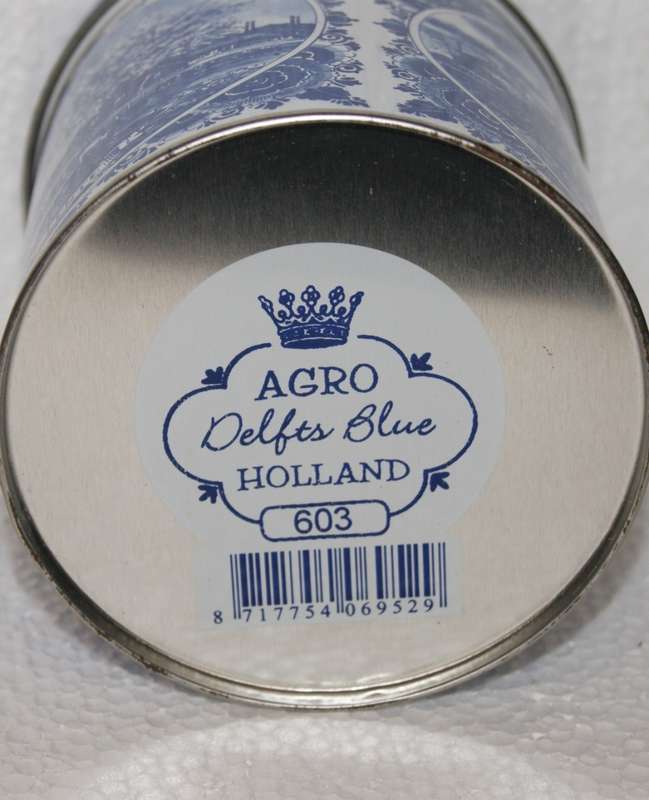 AGRO
Delfts Blue
HOLLAND
603
8 717754 069529